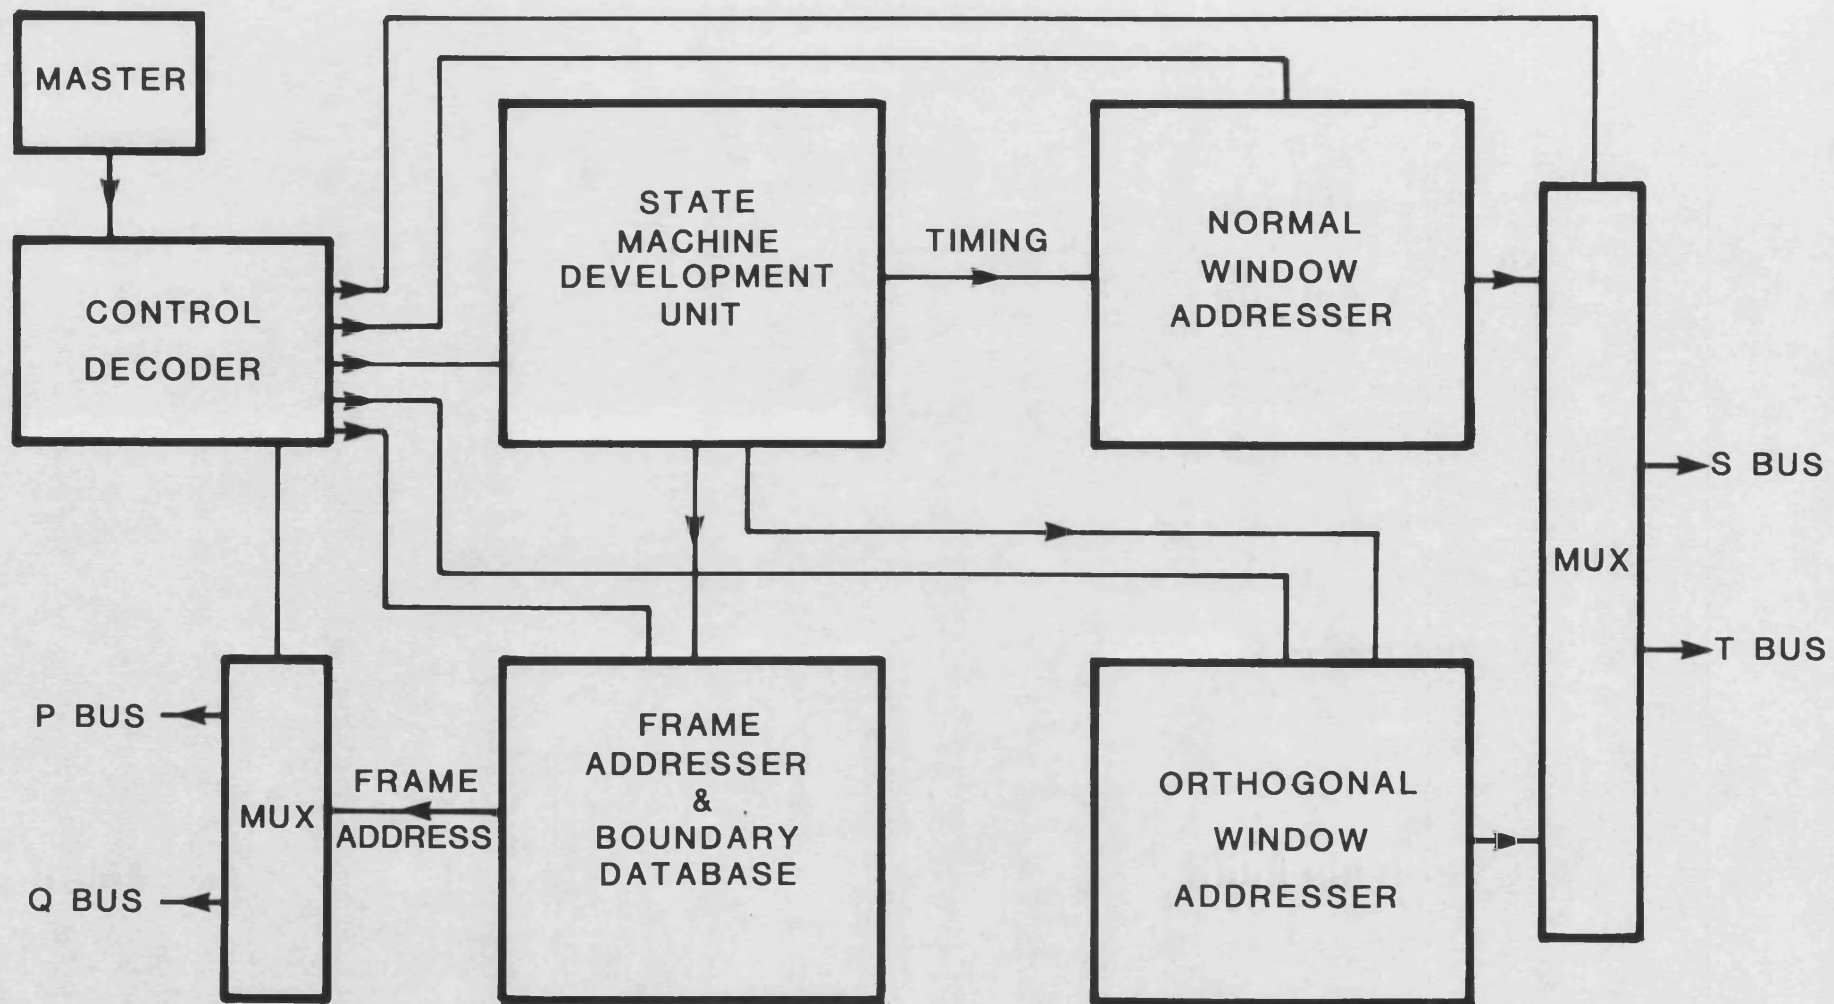 MASTER
CONTROL
DECODER
STATE
MACHINE
DEVELOPMENT
UNIT
TIMING
NORMAL
WINDOW
ADDRESSER
S BUS
MUX
T BUS
P BUS
Q BUS
MUX
FRAME
ADDRESS
FRAME
ADDRESSER
&
BOUNDARY
DATABASE
ORTHOGONAL
WINDOW
ADDRESSER